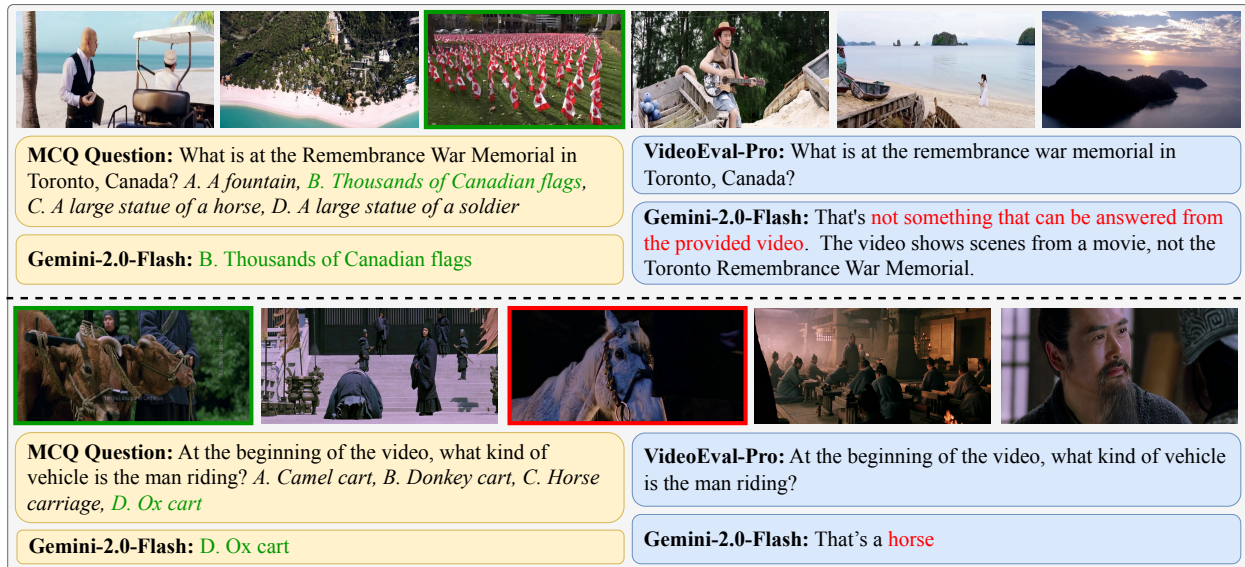 MCQ Question: What is at the Remembrance War Memorial in
Toronto, Canada? A. A fountain, B. Thousands of Canadian flags,
C. A large statue of a horse, D. A large statue of a soldier
Gemini-2.0-Flash: B. Thousands of Canadian flags
VideoEval-Pro: What is at the remembrance war memorial in
Toronto, Canada?
Gemini-2.0-Flash: That's not something that can be answered from
the provided video. The video shows scenes from a movie, not the
Toronto Remembrance War Memorial.
MCQ Question: At the beginning of the video, what kind of
vehicle is the man riding? A. Camel cart, B. Donkey cart, C. Horse
carriage, D. Ox cart
Gemini-2.0-Flash: D. Ox cart
VideoEval-Pro: At the beginning of the video, what kind of vehicle
is the man riding?
Gemini-2.0-Flash: That’s a horse